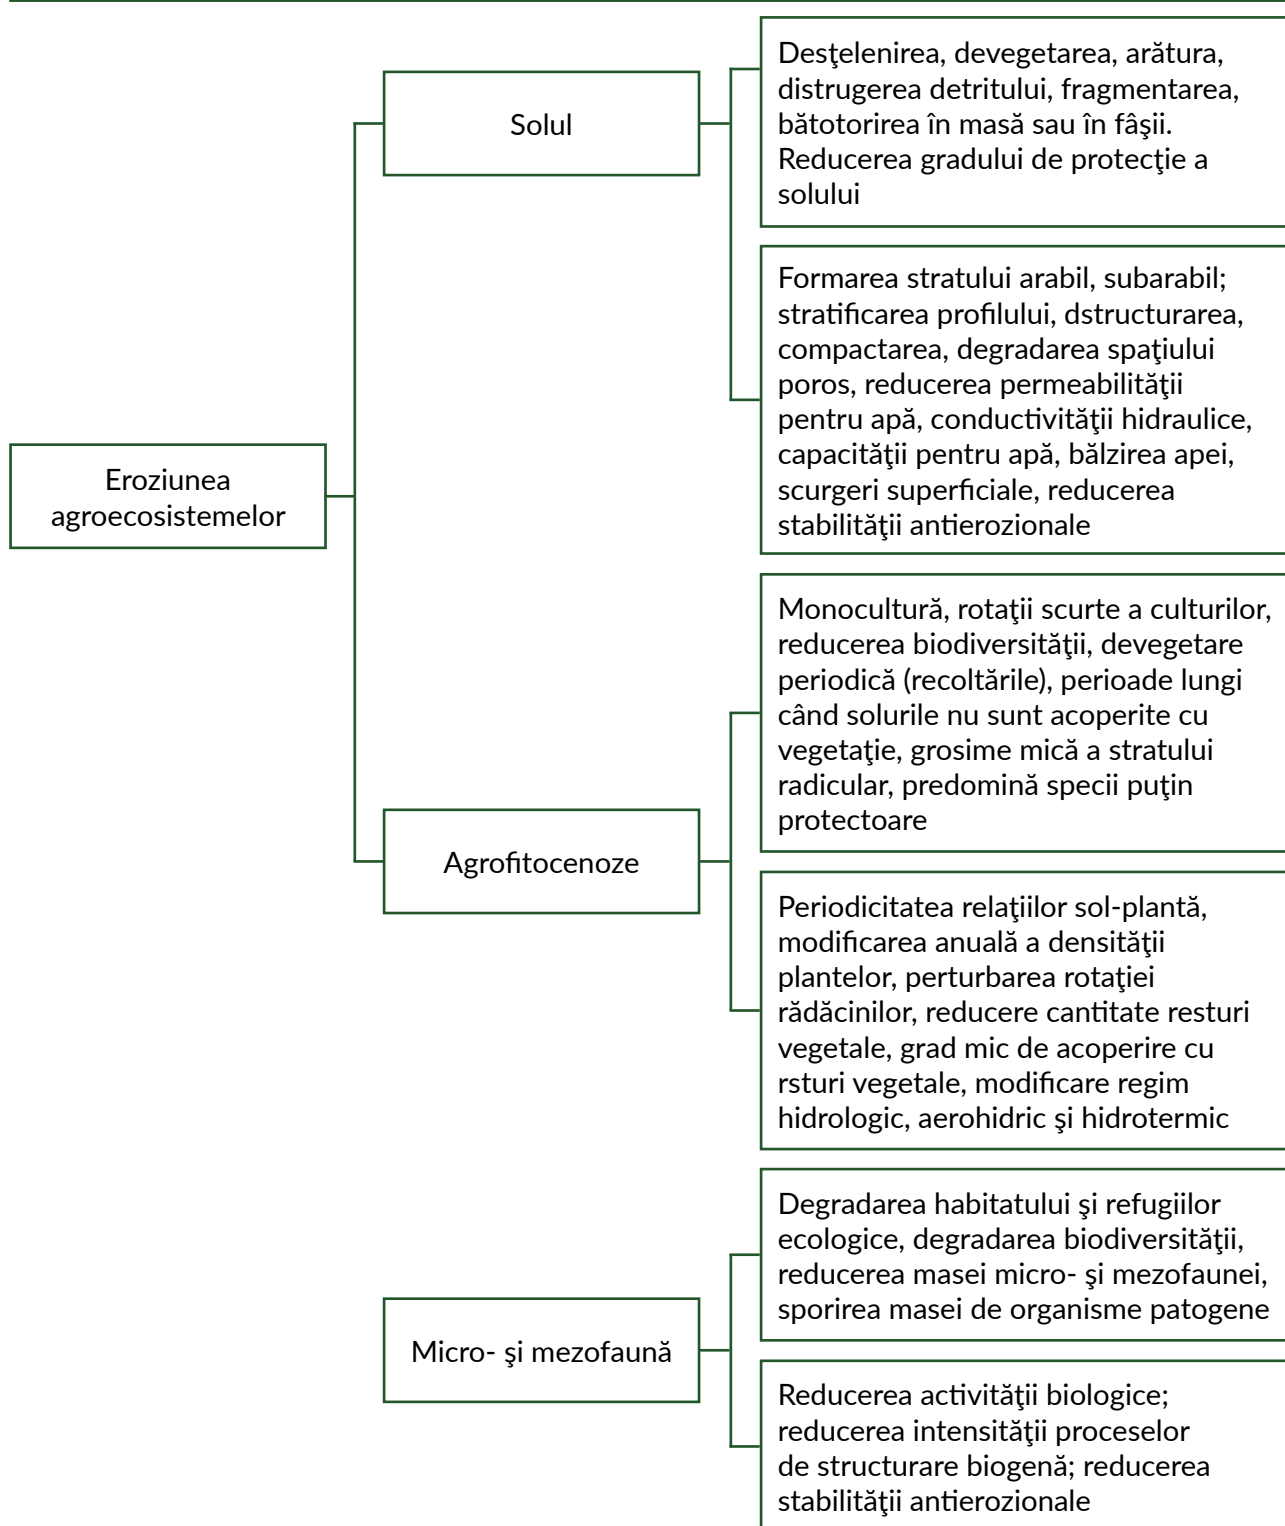 Solul
Desţelenirea, devegetarea, arătura,
distrugerea detritului, fragmentarea,
bătotorirea în masă sau în fâşii.
Reducerea gradului de protecţie a
solului
Formarea stratului arabil, subarabil;
stratificarea profilului, dstructurarea,
compactarea, degradarea spaţiului
poros, reducerea permeabilităţii
pentru apă, conductivităţii hidraulice,
capacităţii pentru apă, bălzirea apei,
scurgeri superficiale, reducerea
stabilităţii antierozionale
Eroziunea
agroecosistemelor
Agrofitocenoze
Monocultură, rotaţii scurte a culturilor,
reducerea biodiversităţii, devegetare
periodică (recoltările), perioade lungi
când solurile nu sunt acoperite cu
vegetaţie, grosime mică a stratului
radicular, predomină specii puţin
protectoare
Periodicitatea relaţiilor sol-plantă,
modificarea anuală a densităţii
plantelor, perturbarea rotaţiei
rădăcinilor, reducere cantitate resturi
vegetale, grad mic de acoperire cu
rsturi vegetale, modificare regim
hidrologic, aerohidric şi hidrotermic
Micro- şi mezofaună
Degradarea habitatului şi refugiilor
ecologice, degradarea biodiversităţii,
reducerea masei micro- şi mezofaunei,
sporirea masei de organisme patogene
Reducerea activităţii biologice;
reducerea intensităţii proceselor
de structurare biogenă; reducerea
stabilităţii antierozionale